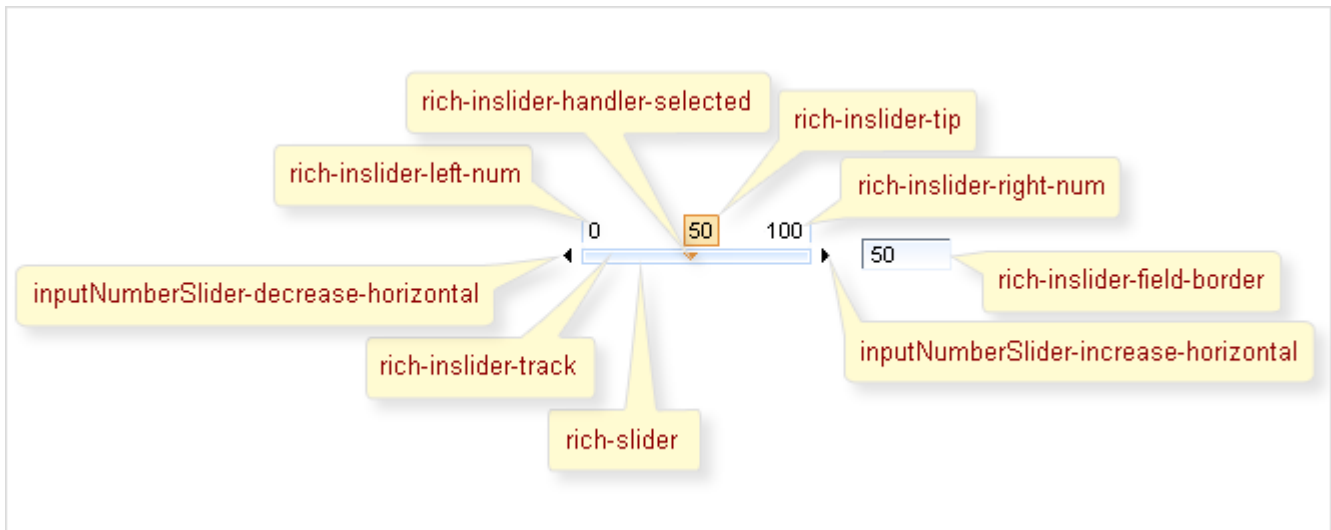 rich-inslider-handler-selected
rich-inslider-tip
rich-inslider-left-num
rich-inslider-right-num
0
50
100
50
inputNumberSlider-decrease-horizontal
rich-inslider-field-border
rich-inslider-track
inputNumberSlider-increase-horizontal
rich-slider